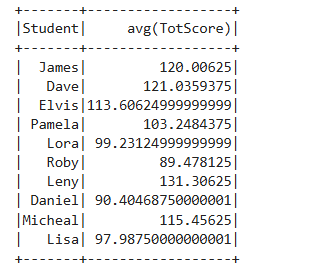 +-------+------------------+
|Student|     avg(TotScore)|
+-------+------------------+
|  James|         120.00625|
|   Dave|       121.0359375|
|  Elvis|113.60624999999999|
| Pamela|       103.2484375|
|   Lora| 99.23124999999999|
|   Roby|         89.478125|
|   Leny|         131.30625|
| Daniel| 90.40468750000001|
|Micheal|         115.45625|
|   Lisa| 97.98750000000001|
+-------+------------------+